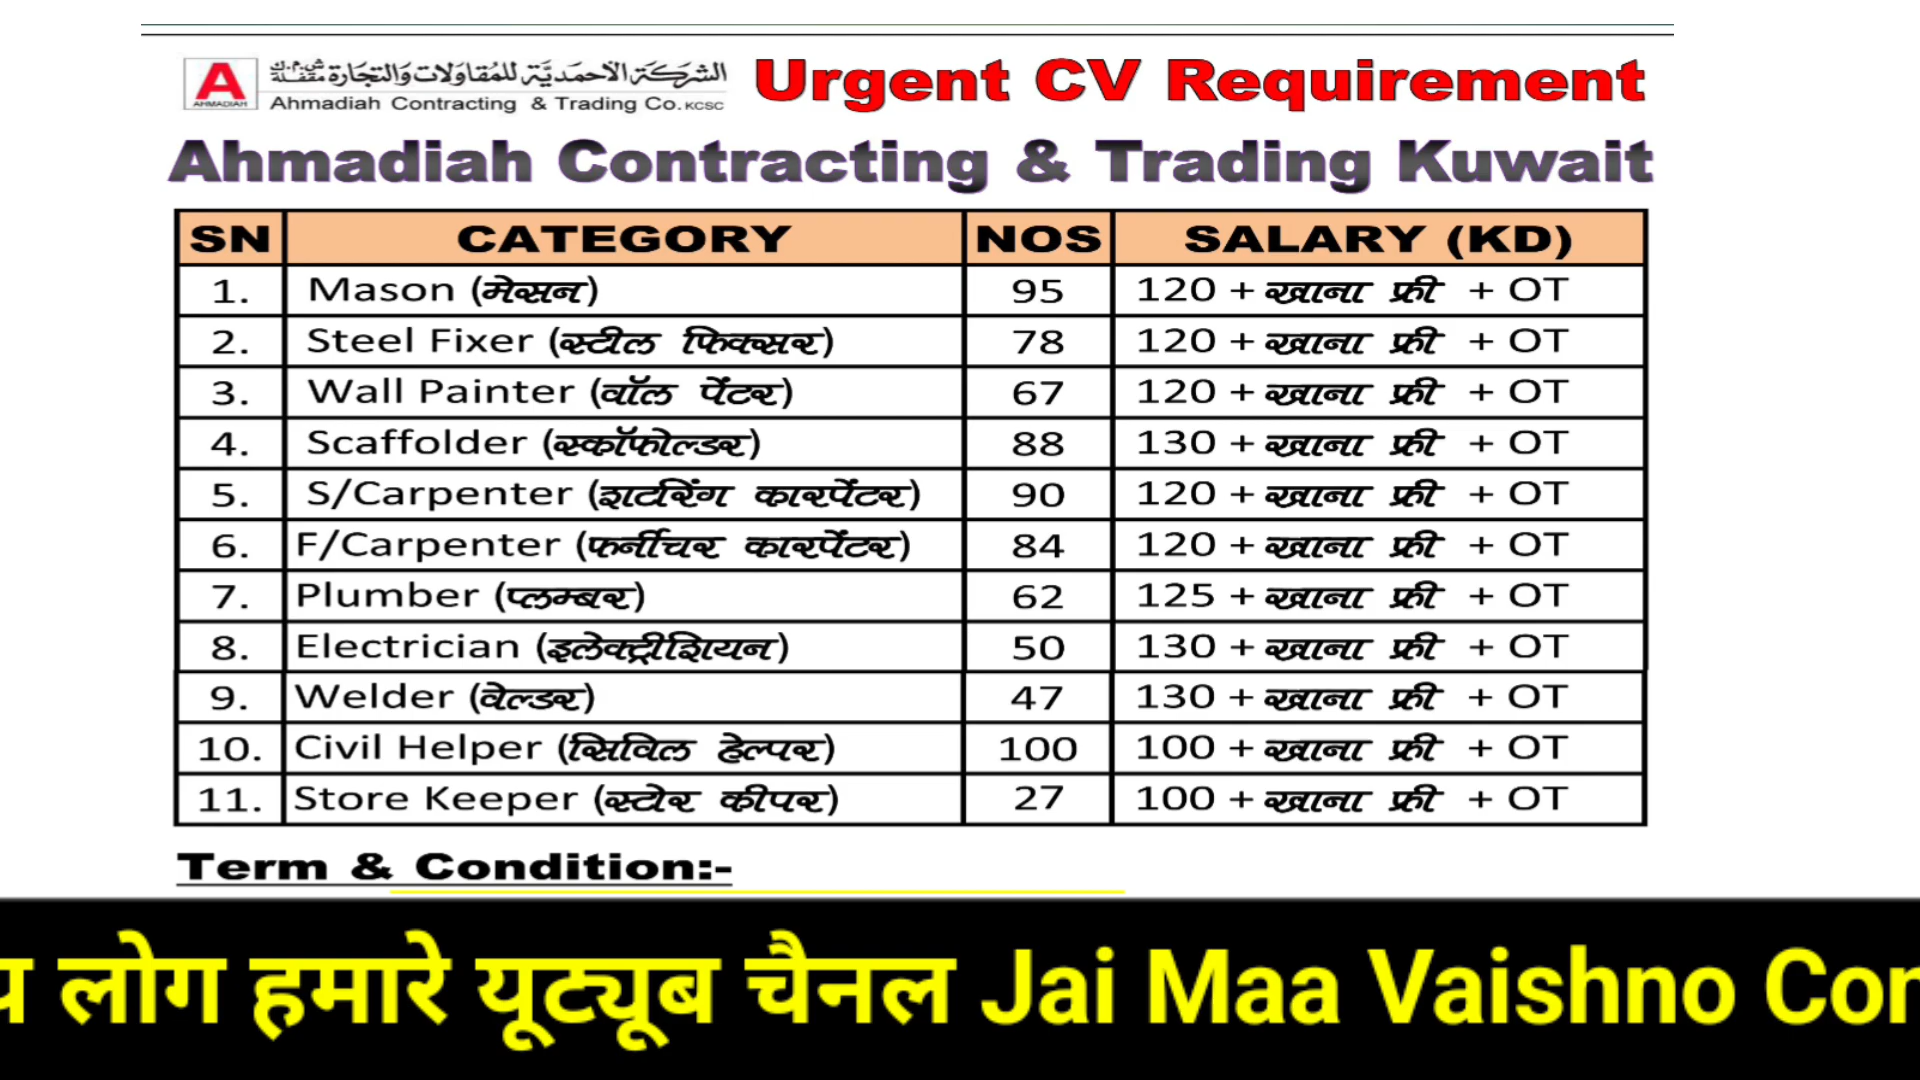 الشركة الأحمدية للمقاولات والتجارة ش.م.ك مقفلة
A
AHMADIAH
Ahmadiah Contracting & Trading Co. KCSC
Urgent CV Requirement
Ahmadiah Contracting & Trading Kuwait
SN CATEGORY NOS SALARY (KD)
1. Mason (मेसन) 95 120 + खाना फ्री + OT
2. Steel Fixer (स्टील फिक्सर) 78 120 + खाना फ्री + OT
3. Wall Painter (वॉल पेंटर) 67 120 + खाना फ्री + OT
4. Scaffolder (स्कॉफोल्डर) 88 130 + खाना फ्री + OT
5. S/Carpenter (शटरिंग कारपेंटर) 90 120 + खाना फ्री + OT
6. F/Carpenter (फर्नीचर कारपेंटर) 84 120 + खाना फ्री + OT
7. Plumber (प्लम्बर) 62 125 + खाना फ्री + OT
8. Electrician (इलेक्ट्रीशियन) 50 130 + खाना फ्री + OT
9. Welder (वेल्डर) 47 130 + खाना फ्री + OT
10. Civil Helper (सिविल हेल्पर) 100 100 + खाना फ्री + OT
11. Store Keeper (स्टोर कीपर) 27 100 + खाना फ्री + OT
Term & Condition:-
लोग हमारे यूट्यूब चैनल Jai Maa Vaishno